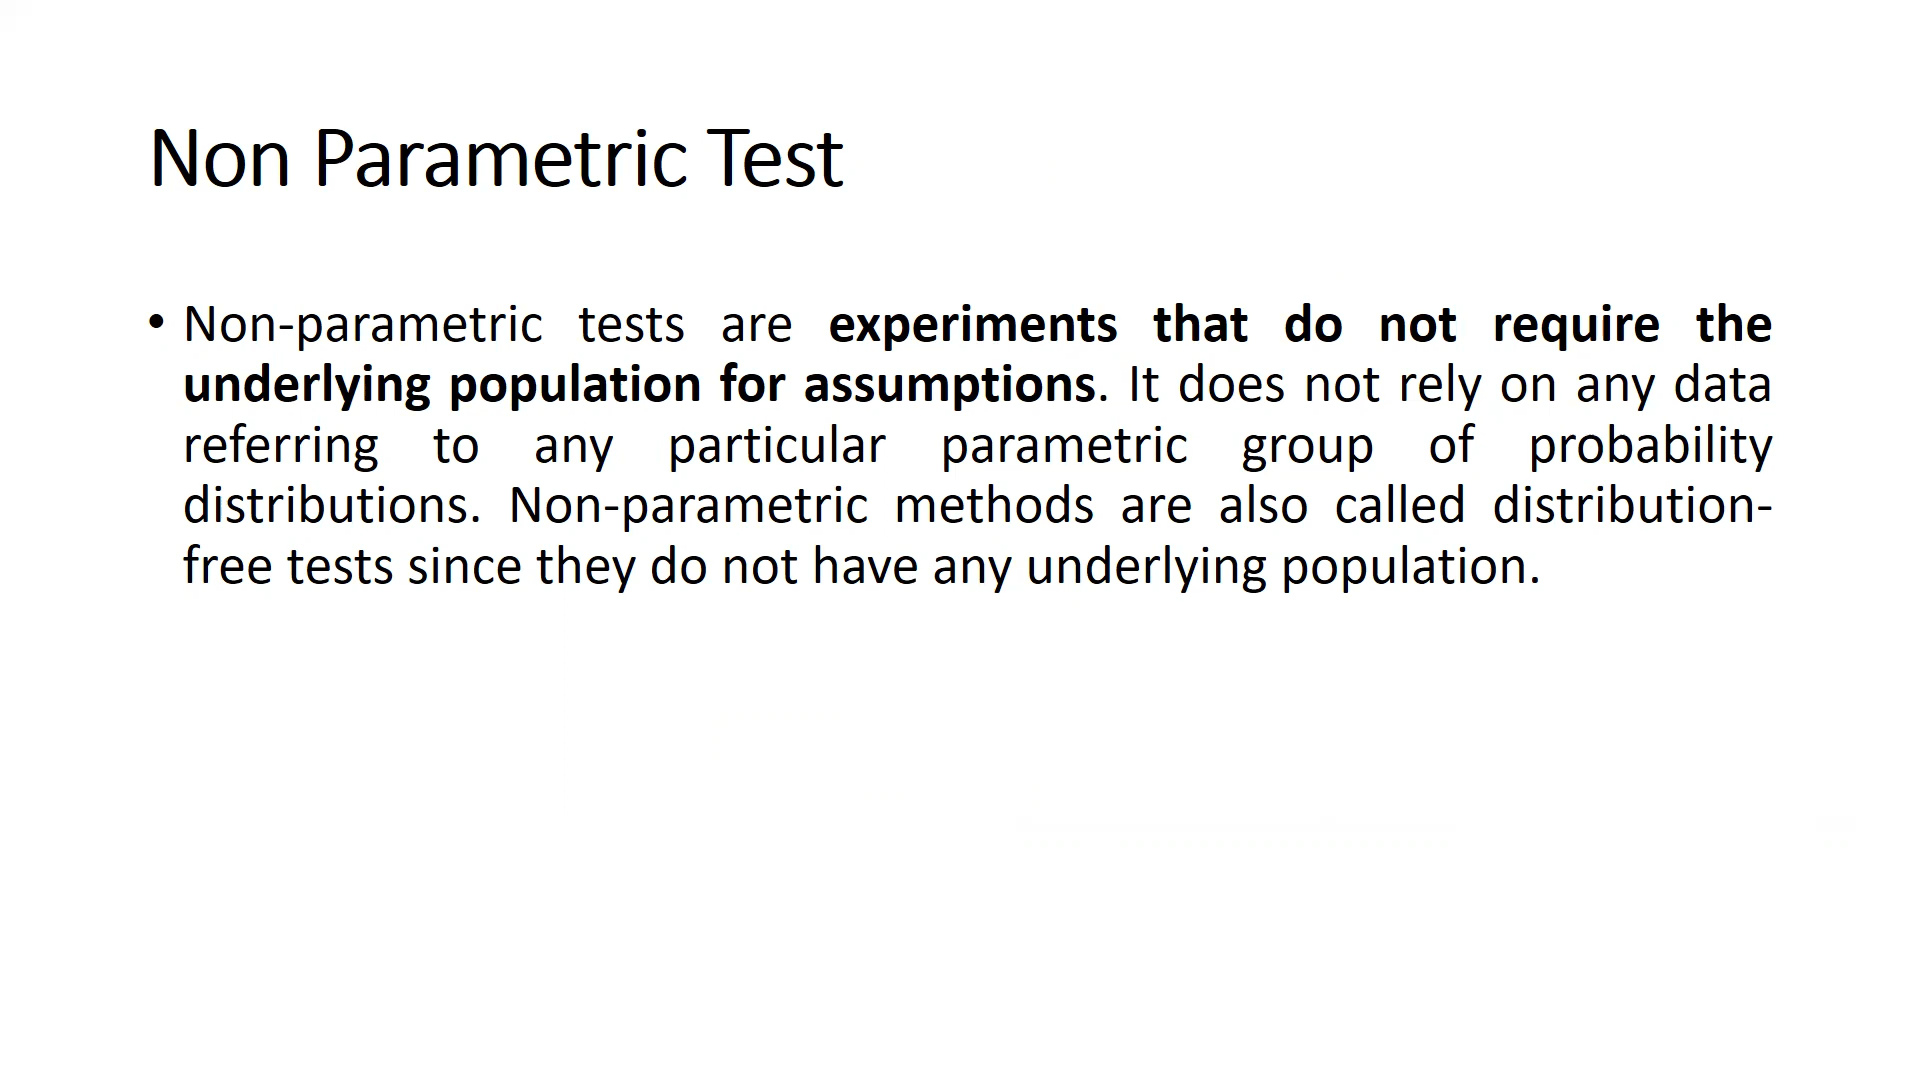 Non Parametric Test
• Non-parametric tests are experiments that do not require the
underlying population for assumptions. It does not rely on any data
referring to any particular parametric group of probability
distributions. Non-parametric methods are also called distribution-
free tests since they do not have any underlying population.